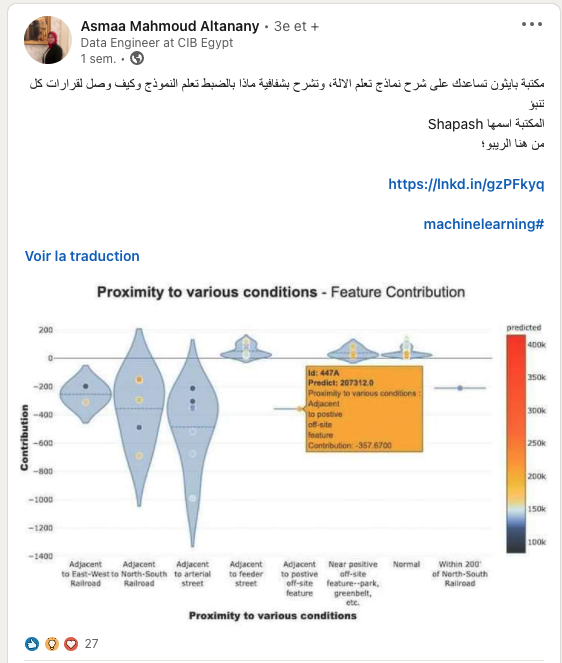 Asmaa Mahmoud Altanany • 3e et +
Data Engineer at CIB Egypt
1 sem. •
مكتبة بايثون تساعدك على شرح نماذج تعلم الالة، وتشرح بشفافية ماذا بالضبط تعلم النموذج وكيف وصل لقرارات كل
تنبؤ
المكتبة اسمها Shapash
من هنا الريبو؛
https://lnkd.in/gzPFkyq
#machinelearning
Voir la traduction
Proximity to various conditions - Feature Contribution
predicted
200
0
−200
−400
−600
−800
−1000
−1200
−1400
Contribution
400k
350k
300k
250k
200k
150k
100k
Id: 447A
Predict: 207312.0
Proximity to various conditions :
Adjacent
to postive
off-site
feature
Contribution: -357.6700
Adjacent
to East-West
Railroad
Adjacent
to North-South
Railroad
Adjacent
to arterial
street
Adjacent
to feeder
street
Adjacent
to postive
off-site
feature
Near positive
off-site
feature--park,
greenbelt,
etc.
Normal
Within 200'
of North-South
Railroad
Proximity to various conditions
27